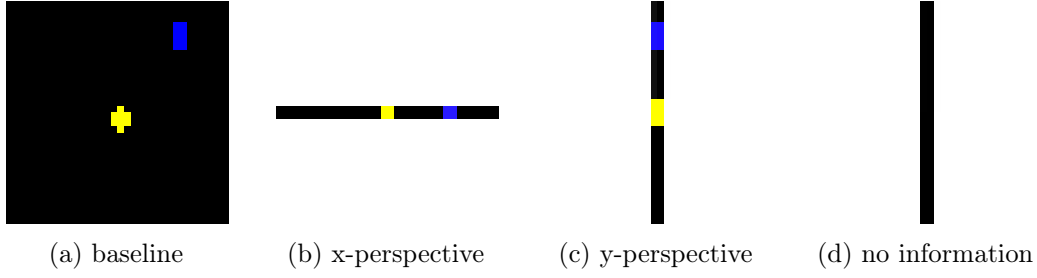 (a) baseline
(b) x-perspective
(c) y-perspective
(d) no information